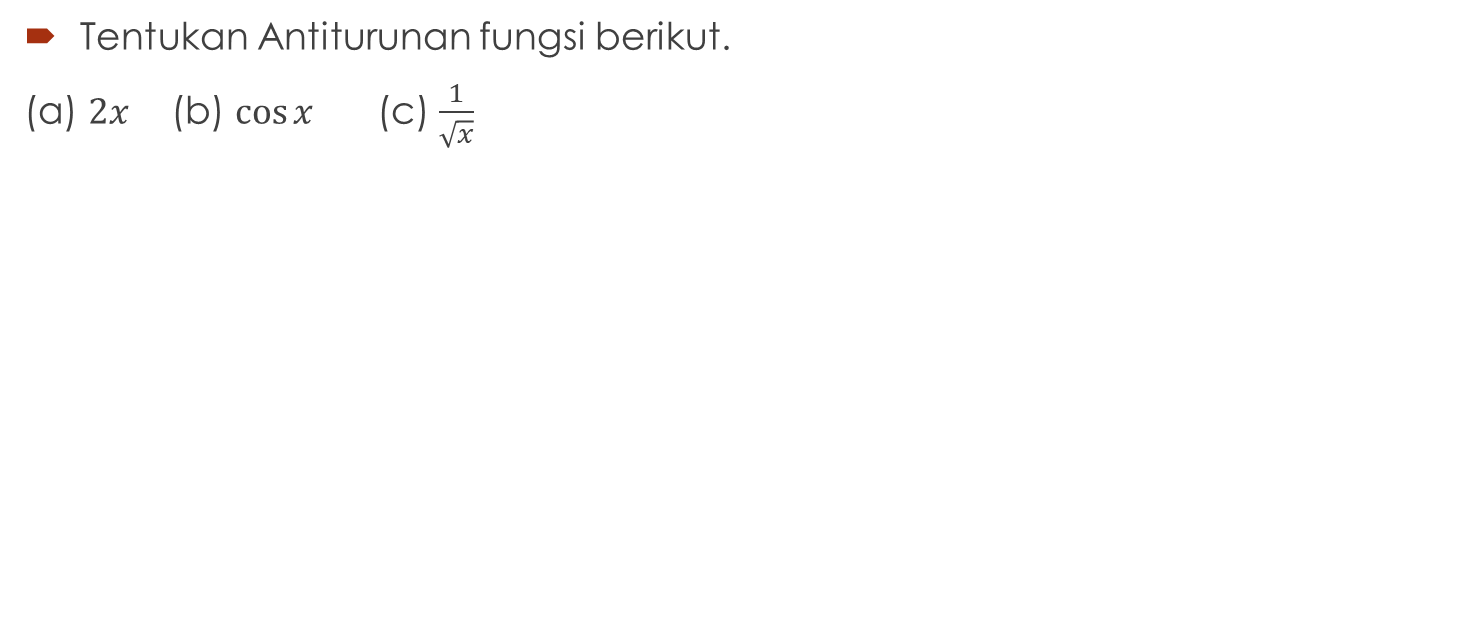 Tentukan Antiturunan fungsi berikut.
(a) 2x (b) cos x (c) 1/√x